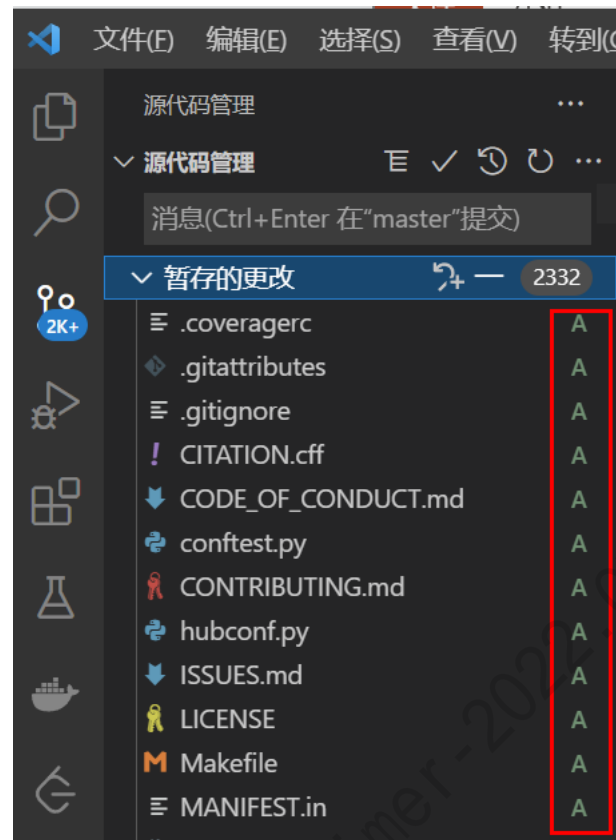 文件(F) 编辑(E) 选择(S) 查看(V) 转到(G
源代码管理
源代码管理
消息(Ctrl+Enter 在“master”提交)
暂存的更改 2332
.coveragerc A
2K+
.gitattributes A
.gitignore A
CITATION.cff A
CODE_OF_CONDUCT.md A
conftest.py A
CONTRIBUTING.md A
hubconf.py A
ISSUES.md A
LICENSE A
Makefile A
MANIFEST.in A